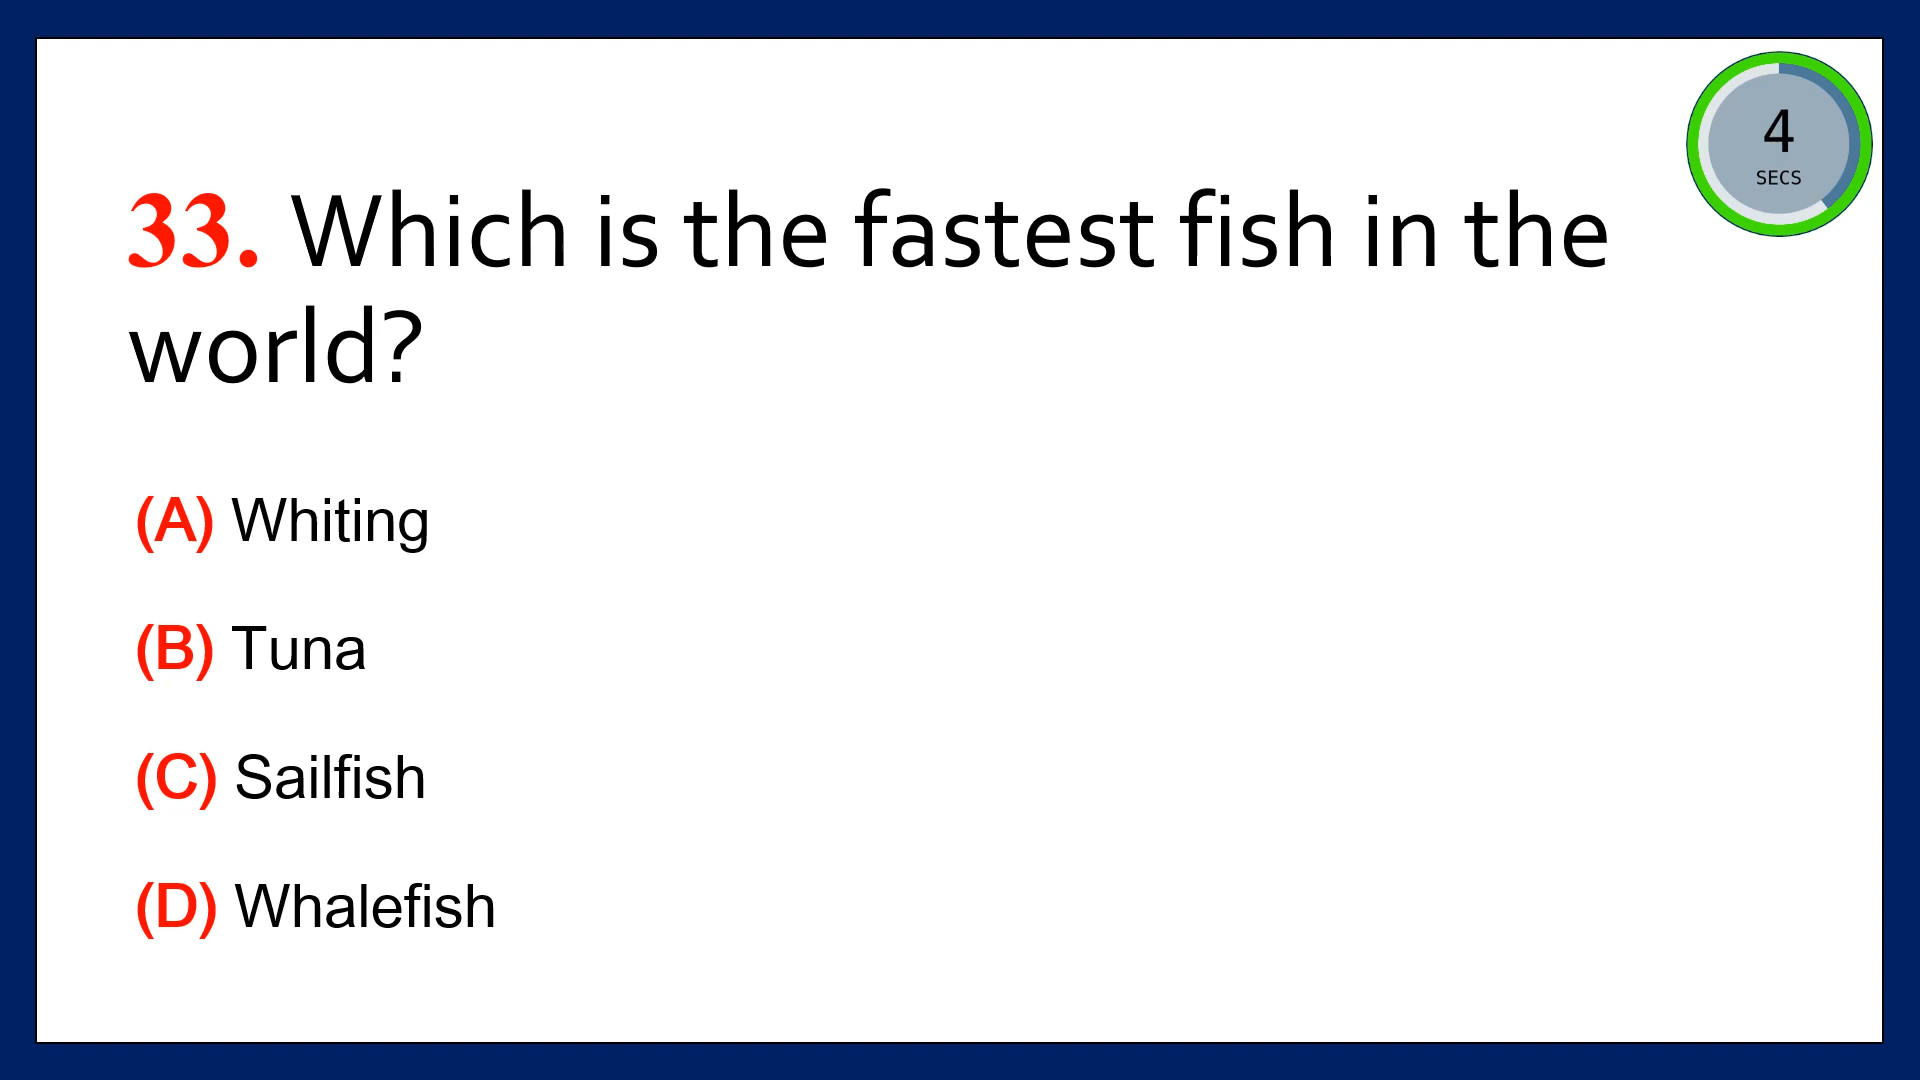 4
SECS
33. Which is the fastest fish in the
world?
(A) Whiting
(B) Tuna
(C) Sailfish
(D) Whalefish